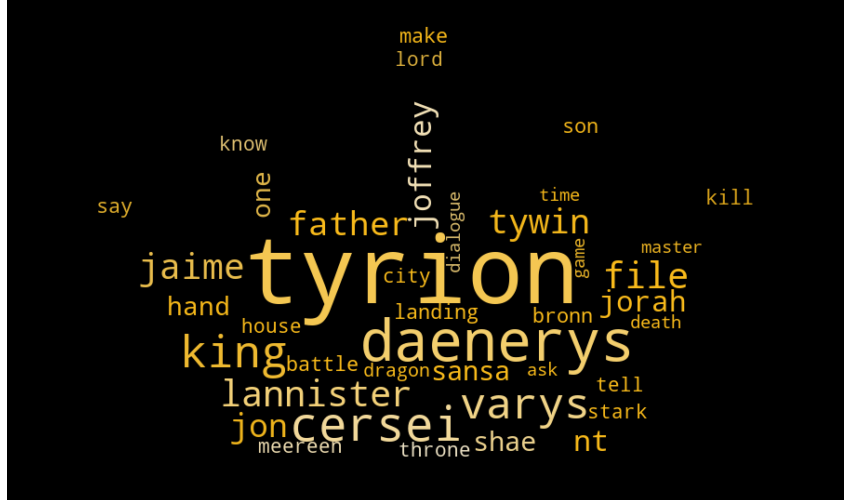 make
lord
joffrey
son
know
say
one
time
kill
father
dialogue
tywin
tyrion
jaime
city
game
master
file
hand
landing
bronn
jorah
house
death
king
daenerys
battle
dragon
sansa
ask
lannister
varys
tell
stark
jon
cersei
shae
nt
meereen
throne